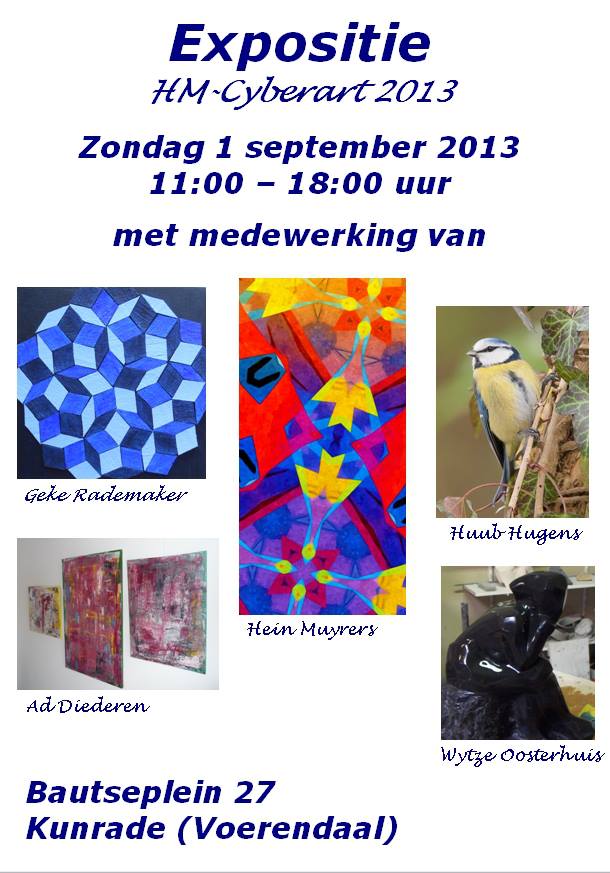 Expositie
HM-Cyberart 2013
Zondag 1 september 2013
11:00 – 18:00 uur
met medewerking van
Geke Rademaker
Huub Hugens
Hein Muyrers
Ad Diederen
Wytze Oosterhuis
Bautseplein 27
Kunrade (Voerendaal)